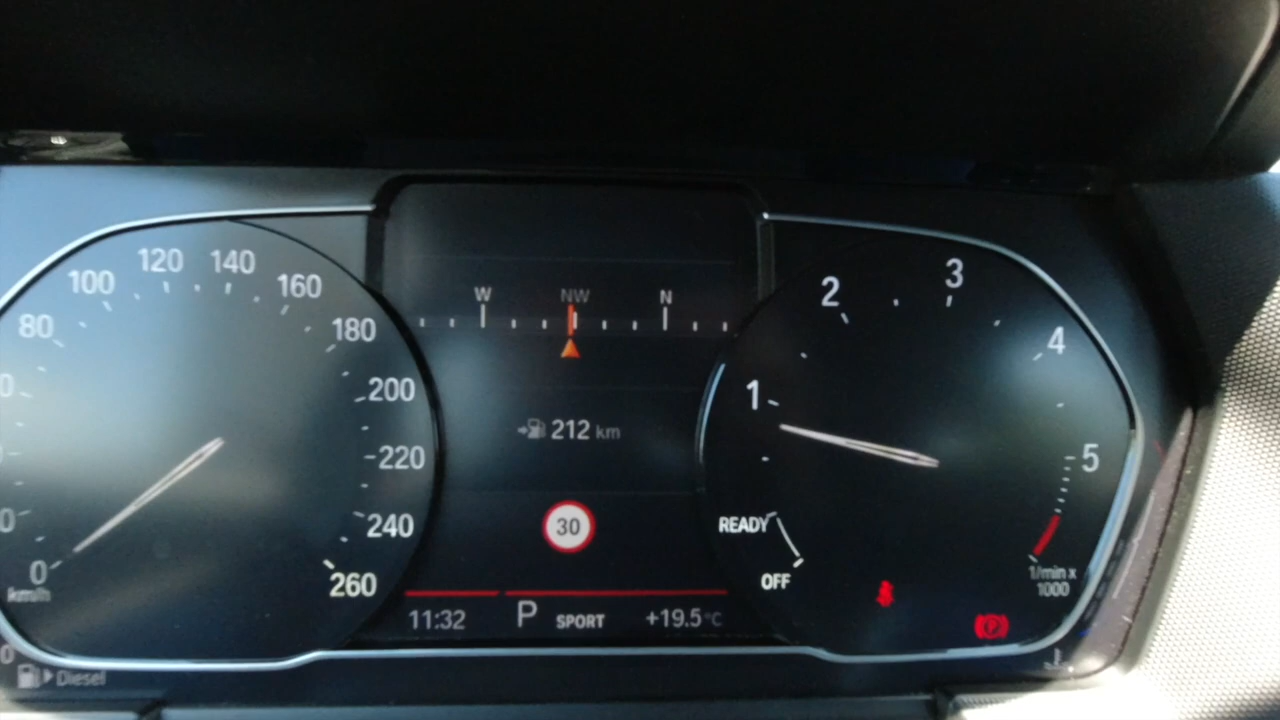 120 140
100 160
80 180
200
220
240
0 260
km/h
Diesel
W NW N
212 km
30
11:32 P SPORT +19.5°C
3
2
4
1
5
READY
OFF
1/min x
1000
P